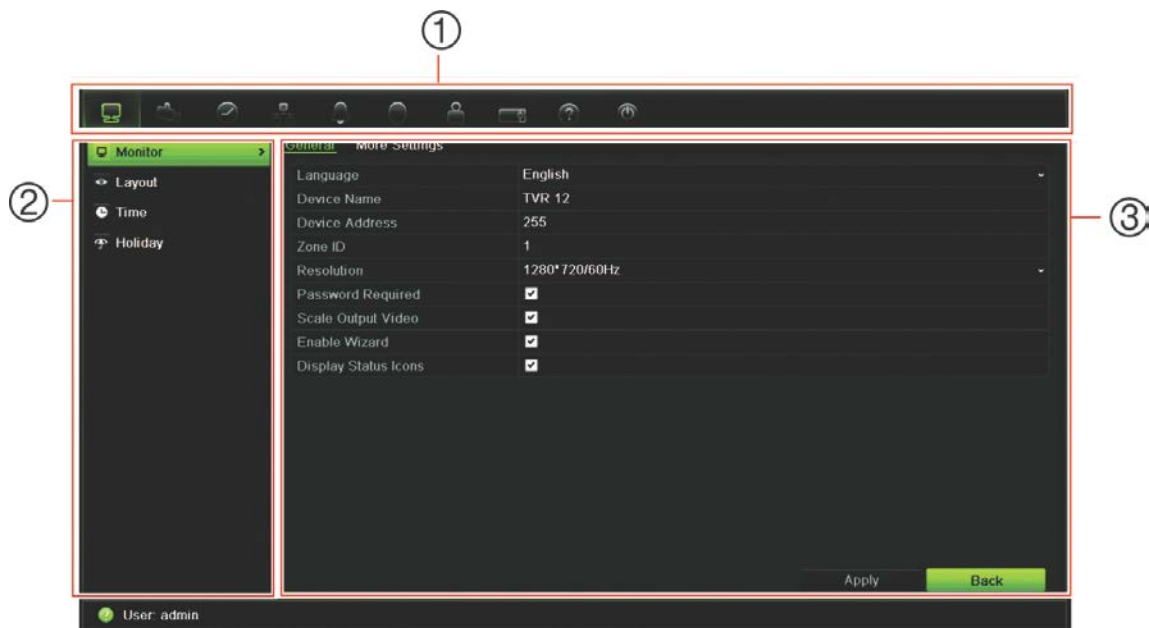 ①
②
③
Monitor
Layout
Time
Holiday
General More Settings
Language English
Device Name TVR 12
Device Address 255
Zone ID 1
Resolution 1280*720/60Hz
Password Required
Scale Output Video
Enable Wizard
Display Status Icons
Apply Back
User: admin